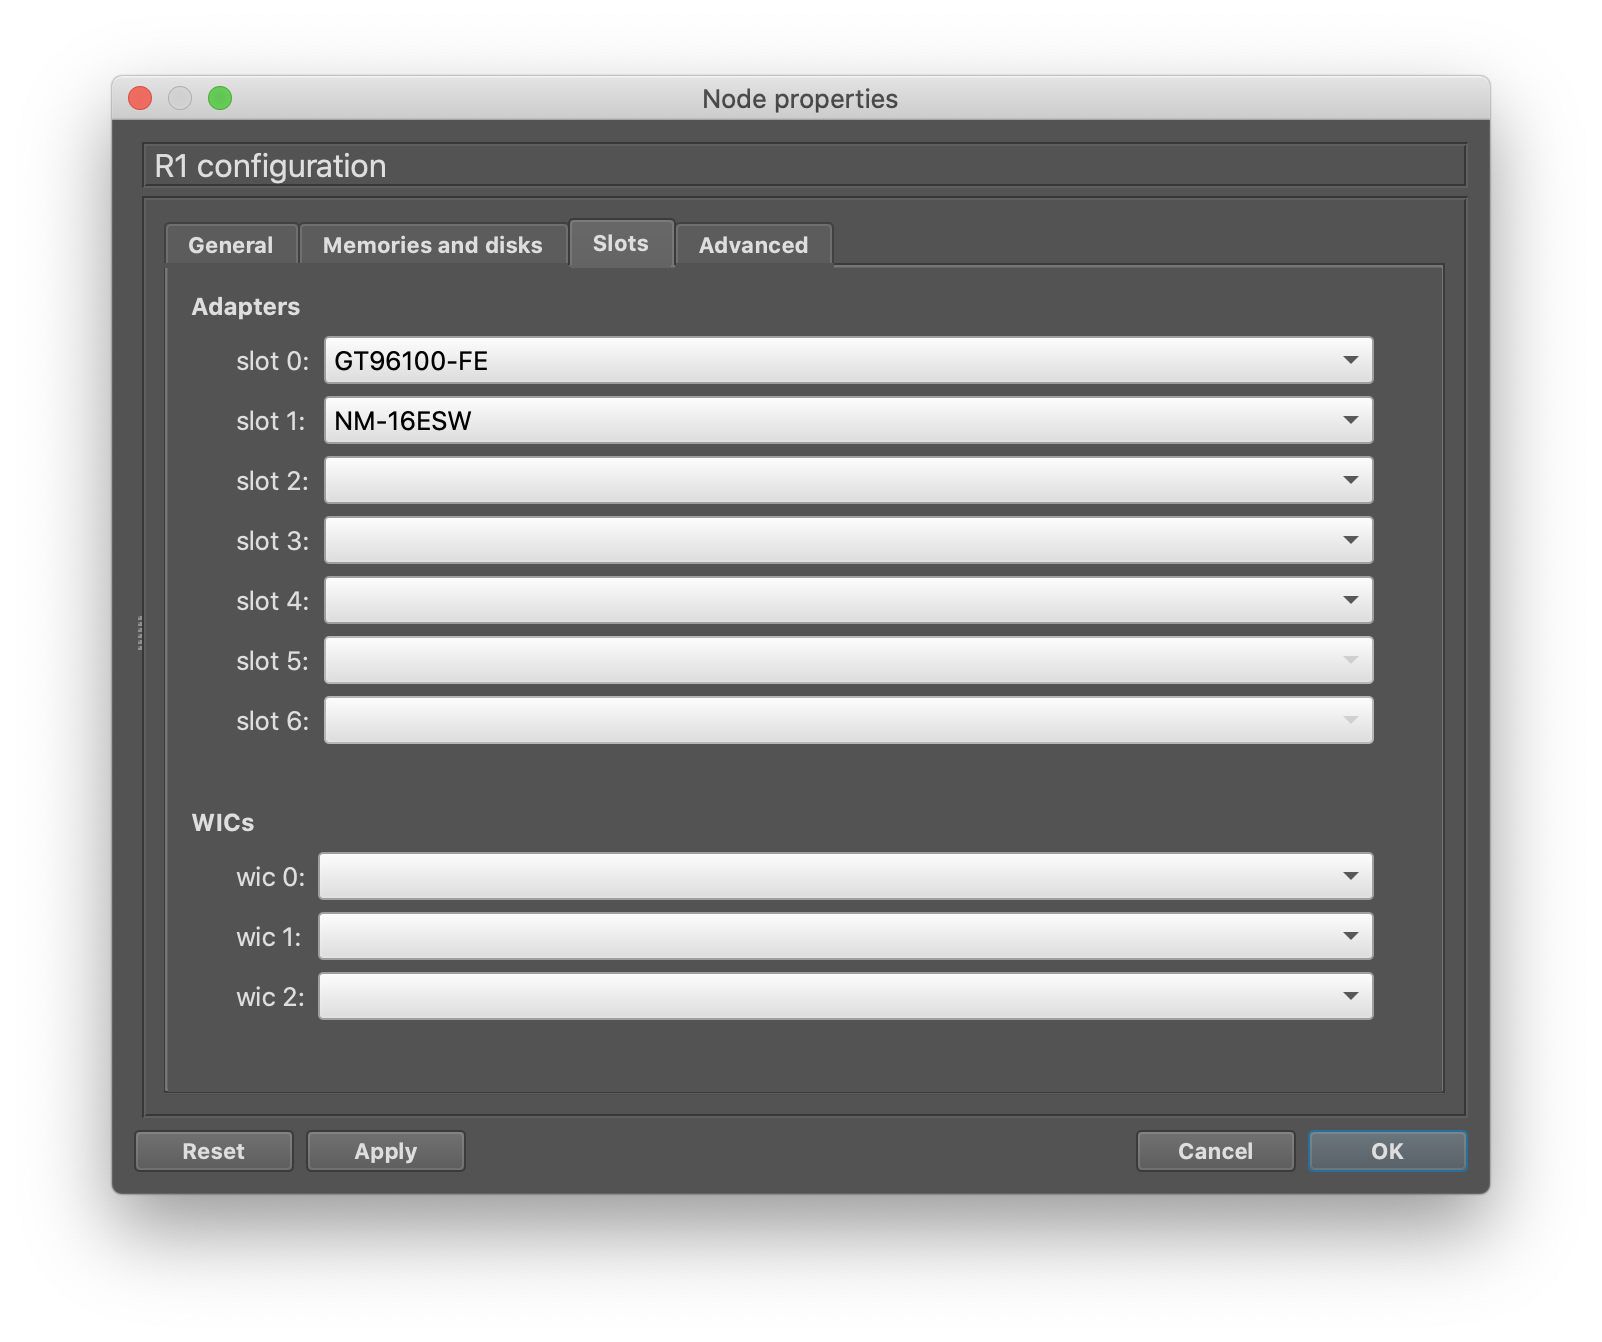 Node properties
R1 configuration
General Memories and disks Slots Advanced
Adapters
slot 0: GT96100-FE
slot 1: NM-16ESW
slot 2:
slot 3:
slot 4:
slot 5:
slot 6:
WICs
wic 0:
wic 1:
wic 2:
Reset Apply Cancel OK